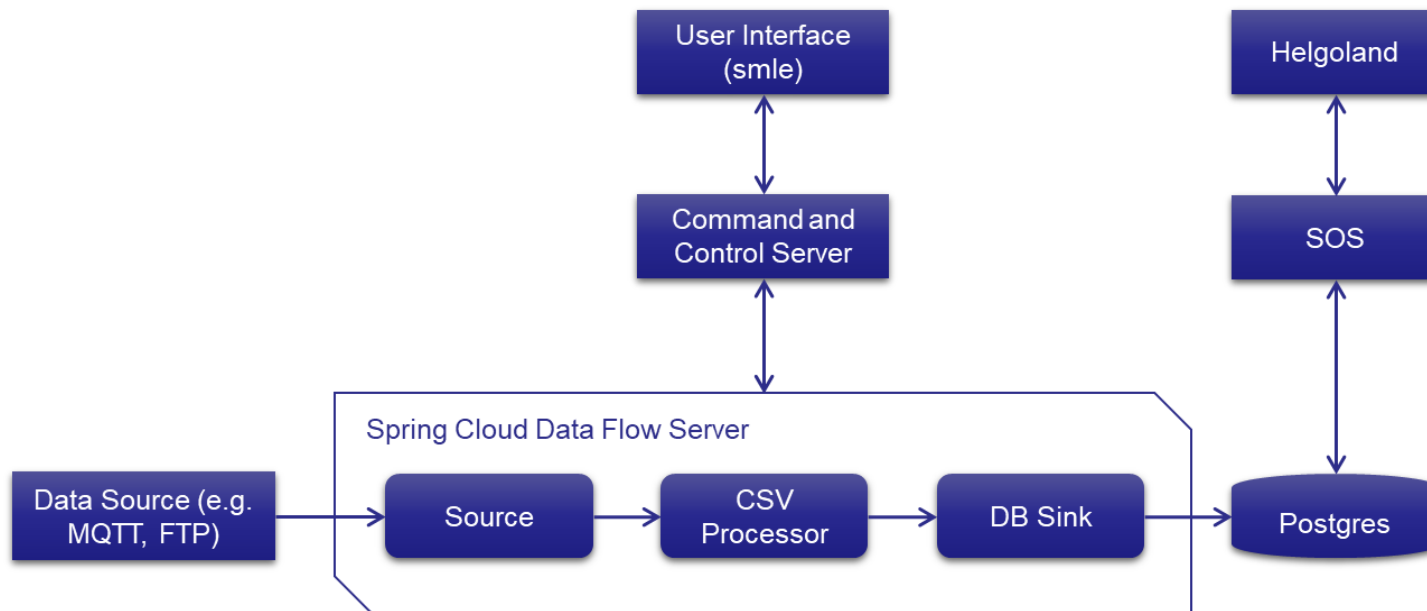 User Interface
(smle)
Helgoland
Command and
Control Server
SOS
Spring Cloud Data Flow Server
Data Source (e.g.
MQTT, FTP)
Source
CSV
Processor
DB Sink
Postgres